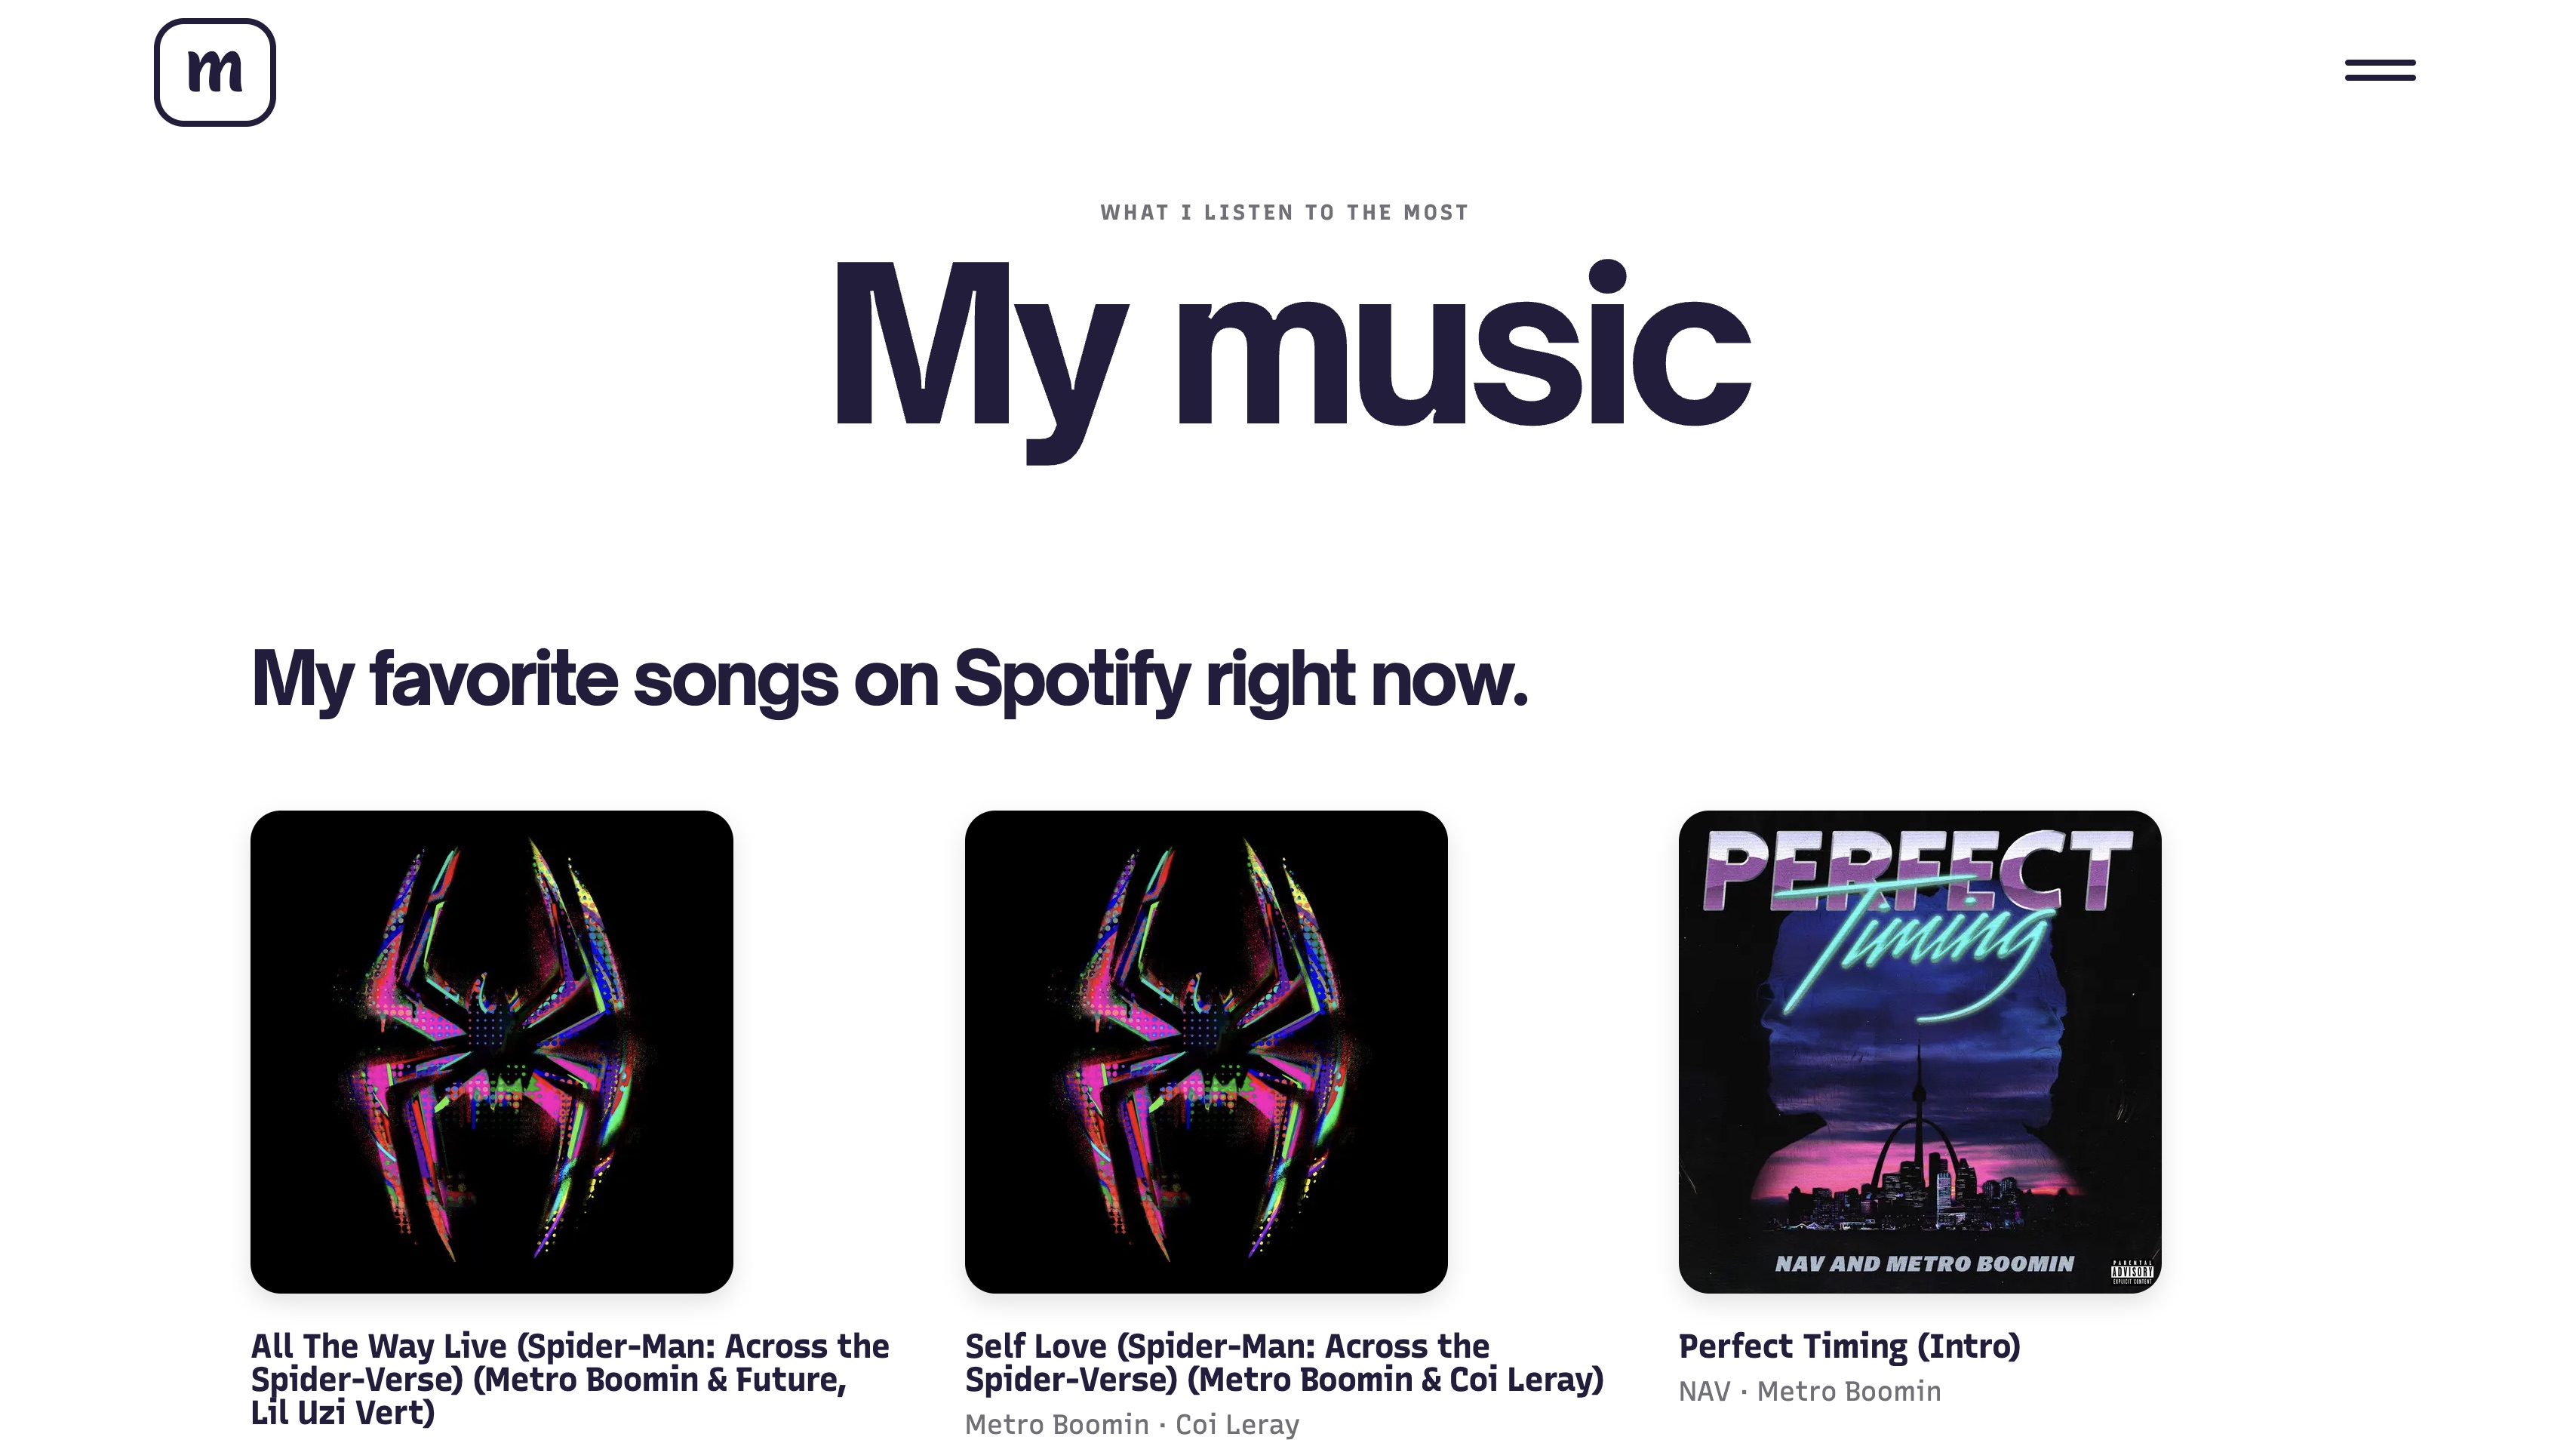 m
WHAT I LISTEN TO THE MOST
My music
My favorite songs on Spotify right now.
PERFECT
Timing
NAV AND METRO BOOMIN
PARENTAL
ADVISORY
EXPLICIT CONTENT
All The Way Live (Spider-Man: Across the
Spider-Verse) (Metro Boomin & Future,
Lil Uzi Vert)
Self Love (Spider-Man: Across the
Spider-Verse) (Metro Boomin & Coi Leray)
Metro Boomin · Coi Leray
Perfect Timing (Intro)
NAV · Metro Boomin